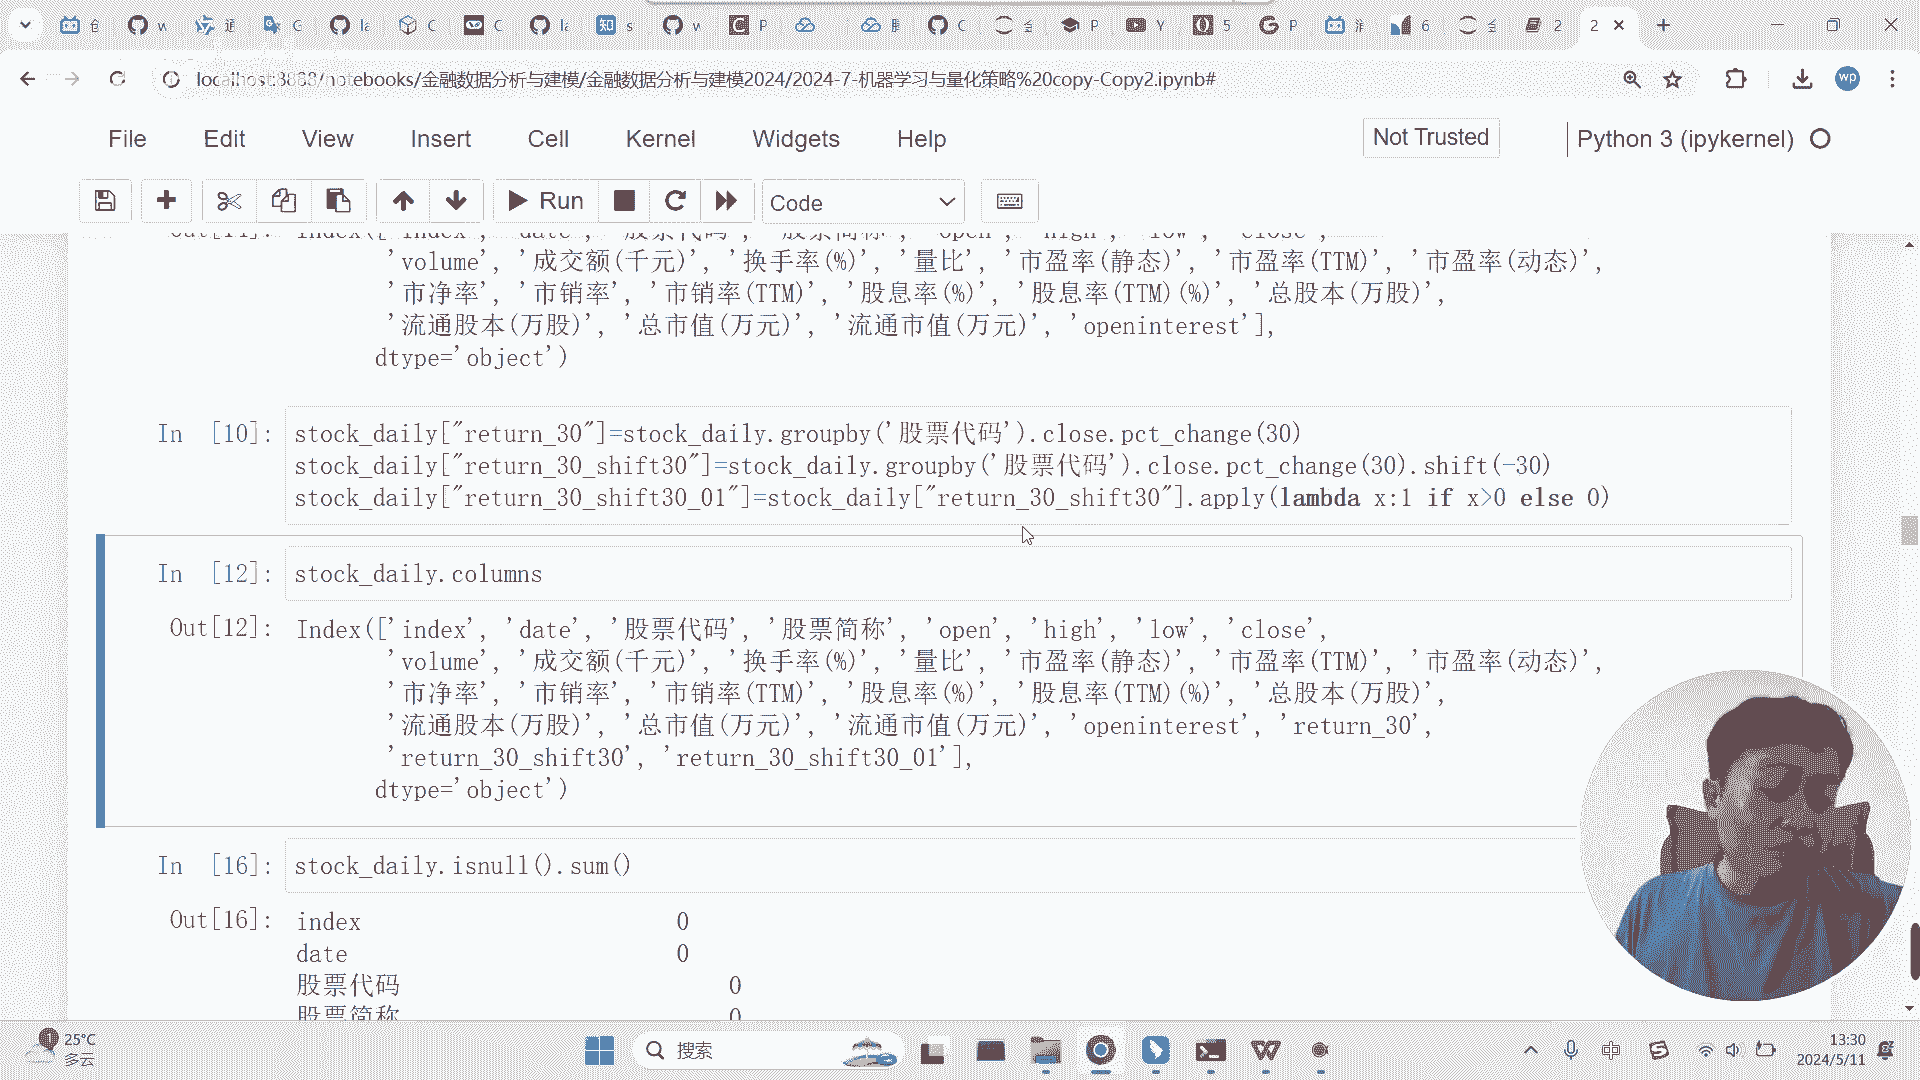 localhost:8888/notebooks/金融数据分析与建模/金融数据分析与建模2024/2024-7-机器学习与量化策略%20copy-Copy2.ipynb#
wp
File Edit View Insert Cell Kernel Widgets Help
Not Trusted
Python 3 (ipykernel)
Run
Code
Out[11]: Index(['index', 'date', '股票代码', '股票简称', 'open', 'high', 'low', 'close',
'volume', '成交额(千元)', '换手率(%)', '量比', '市盈率(静态)', '市盈率(TTM)', '市盈率(动态)',
'市净率', '市销率', '市销率(TTM)', '股息率(%)', '股息率(TTM)(%)', '总股本(万股)',
'流通股本(万股)', '总市值(万元)', '流通市值(万元)', 'openinterest'],
dtype='object')
In [10]: stock_daily["return_30"]=stock_daily.groupby('股票代码').close.pct_change(30)
stock_daily["return_30_shift30"]=stock_daily.groupby('股票代码').close.pct_change(30).shift(-30)
stock_daily["return_30_shift30_01"]=stock_daily["return_30_shift30"].apply(lambda x:1 if x>0 else 0)
In [12]: stock_daily.columns
Out[12]: Index(['index', 'date', '股票代码', '股票简称', 'open', 'high', 'low', 'close',
'volume', '成交额(千元)', '换手率(%)', '量比', '市盈率(静态)', '市盈率(TTM)', '市盈率(动态)',
'市净率', '市销率', '市销率(TTM)', '股息率(%)', '股息率(TTM)(%)', '总股本(万股)',
'流通股本(万股)', '总市值(万元)', '流通市值(万元)', 'openinterest', 'return_30',
'return_30_shift30', 'return_30_shift30_01'],
dtype='object')
In [16]: stock_daily.isnull().sum()
Out[16]: index 0
date 0
股票代码 0
股票简称 0
25°C
多云
搜索
中
13:30
2024/5/11